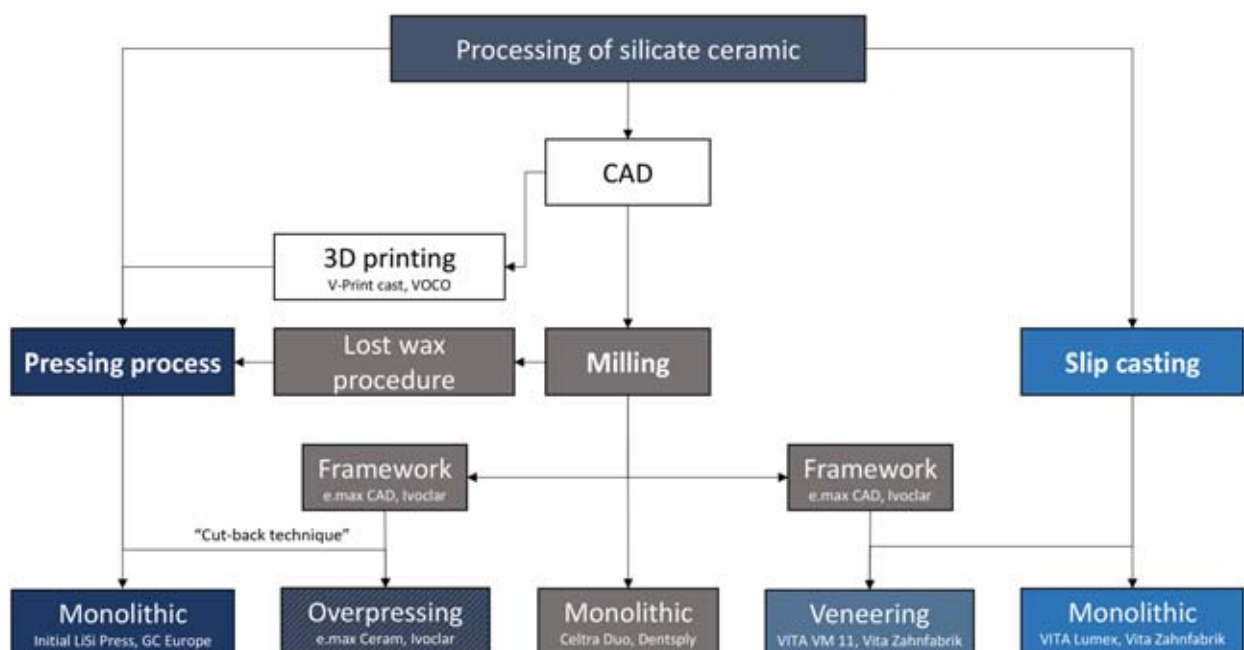 Processing of silicate ceramic
CAD
3D printing
V-Print cast, VOCO
Pressing process
Lost wax
procedure
Milling
Slip casting
Framework
e.max CAD, Ivoclar
Framework
e.max CAD, Ivoclar
“Cut-back technique”
Monolithic
Initial LiSi Press, GC Europe
Overpressing
e.max Ceram, Ivoclar
Monolithic
Celtra Duo, Dentsply
Veneering
VITA VM 11, Vita Zahnfabrik
Monolithic
VITA Lumex, Vita Zahnfabrik